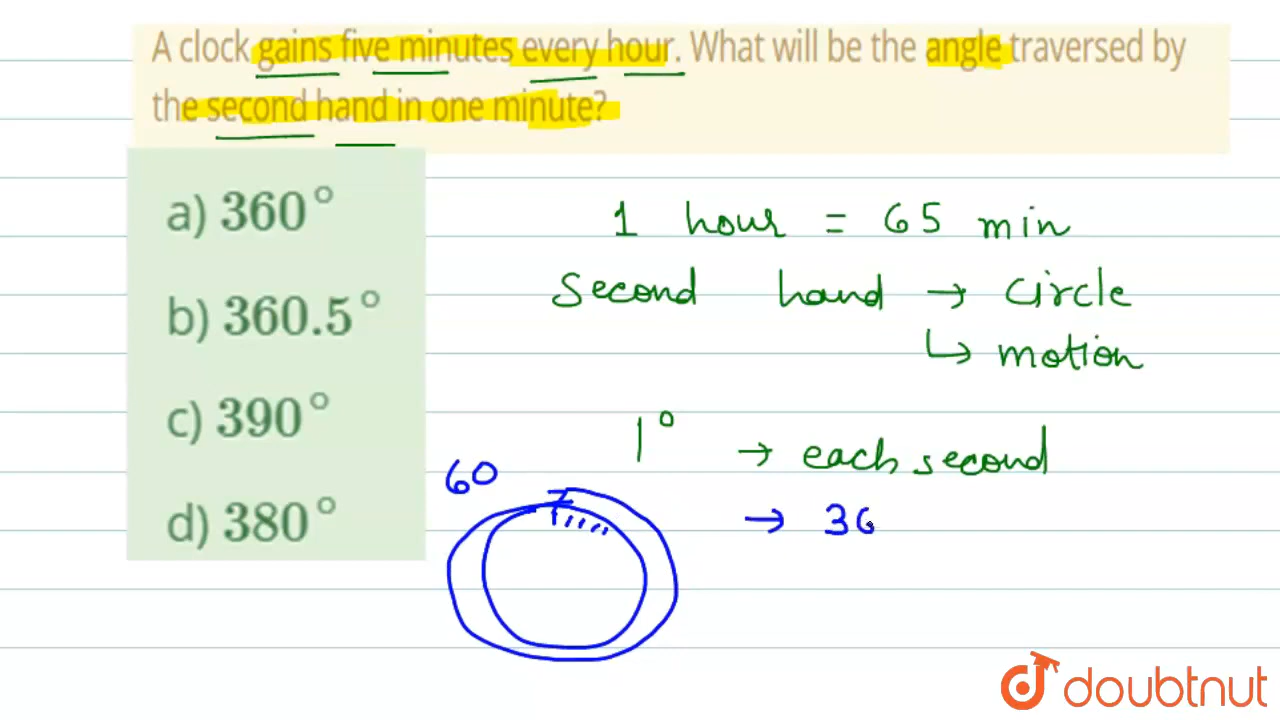 A clock gains five minutes every hour. What will be the angle traversed by
the second hand in one minute?
a) 360°
b) 360.5°
c) 390°
d) 380°
1 hour = 65 min
Second hand → Circle
↳ motion
1° → each second
60
→ 36
doubtnut